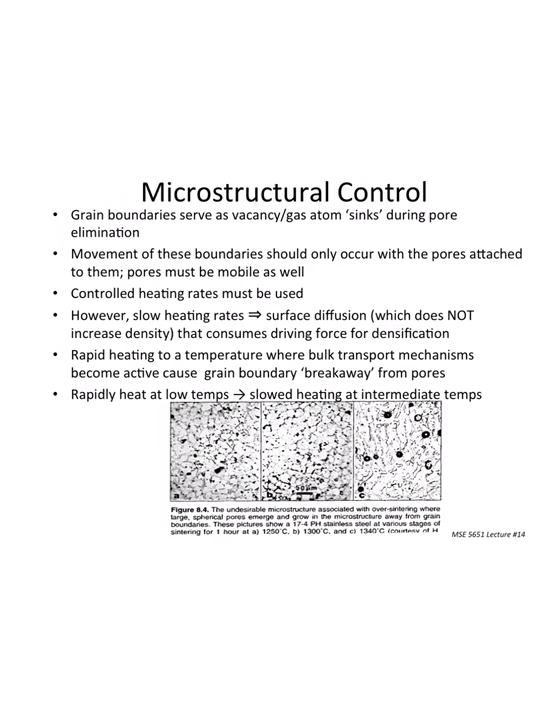 Microstructural Control
• Grain boundaries serve as vacancy/gas atom ‘sinks’ during pore
elimination
• Movement of these boundaries should only occur with the pores attached
to them; pores must be mobile as well
• Controlled heating rates must be used
• However, slow heating rates ⇒ surface diffusion (which does NOT
increase density) that consumes driving force for densification
• Rapid heating to a temperature where bulk transport mechanisms
become active cause grain boundary ‘breakaway’ from pores
• Rapidly heat at low temps → slowed heating at intermediate temps
a b 50 µm c
Figure 8.4. The undesirable microstructure associated with over-sintering where
large, spherical pores emerge and grow in the microstructure away from grain
boundaries. These pictures show a 17-4 PH stainless steel at various stages of
sintering for 1 hour at a) 1250°C, b) 1300°C, and c) 1340°C (courtesy of H.
MSE 5651 Lecture #14